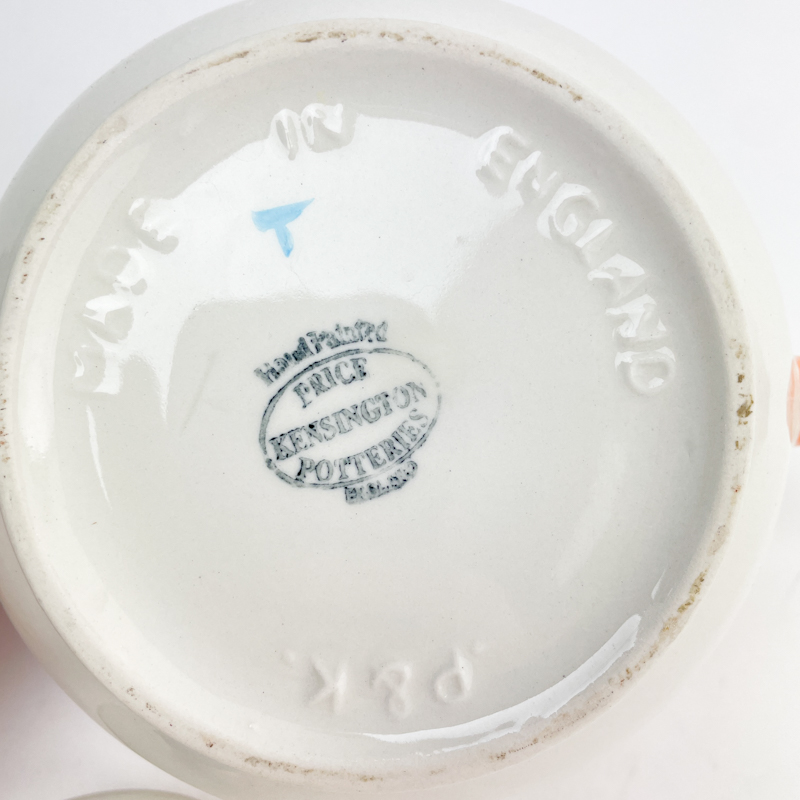 MADE IN ENGLAND
T
Hand Painted
PRICE
KENSINGTON
POTTERIES
ENGLAND
P&K.